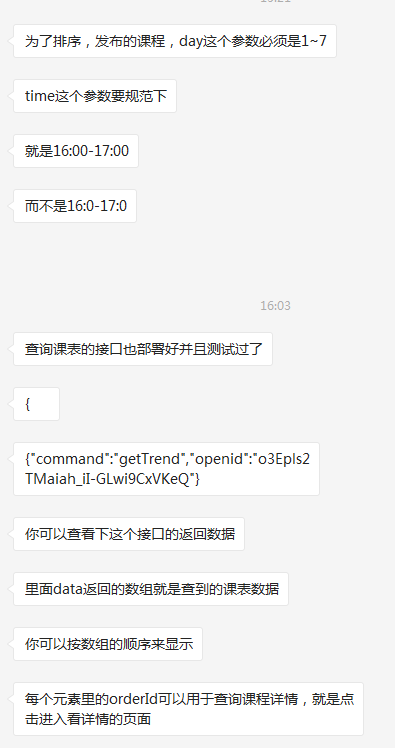 为了排序，发布的课程，day这个参数必须是1~7
time这个参数要规范下
就是16:00-17:00
而不是16:0-17:0
16:03
查询课表的接口也部署好并且测试过了
{
{"command":"getTrend","openid":"o3Epls2
TMaiah_iI-GLwi9CxVKeQ"}
你可以查看下这个接口的返回数据
里面data返回的数组就是查到的课表数据
你可以按数组的顺序来显示
每个元素里的orderId可以用于查询课程详情，就是点
击进入看详情的页面